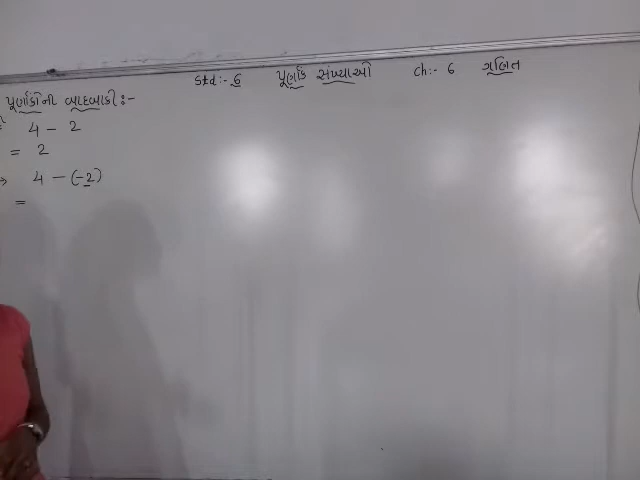 Std:- 6 પૂર્ણાંક સંખ્યાઓ Ch:- 6 ગણિત
પૂર્ણાંકોની બાદબાકી :-
4 - 2
= 2
→ 4 - (-2)
=